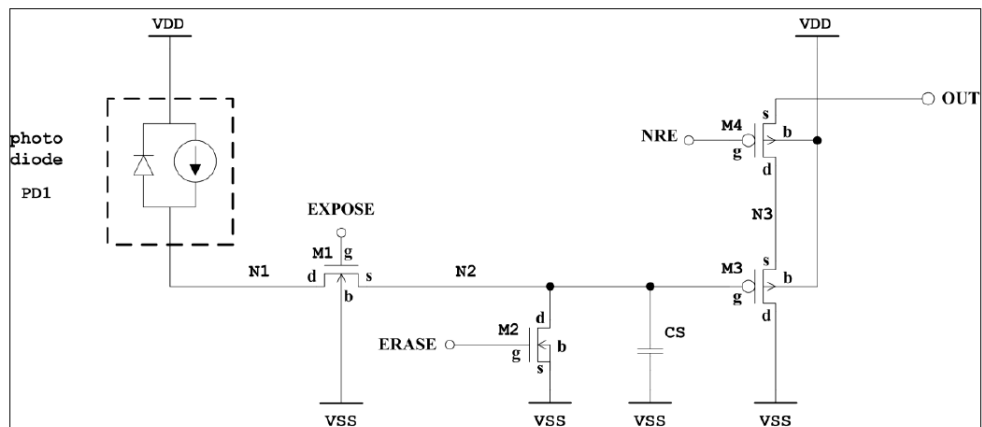 VDD
VDD
OUT
s
M4
NRE
b
g
d
photo
diode
PD1
EXPOSE
N3
M1
g
N1
d
s
N2
b
s
M3
b
g
d
d
M2
CS
ERASE
b
g
s
VSS
VSS
VSS
VSS